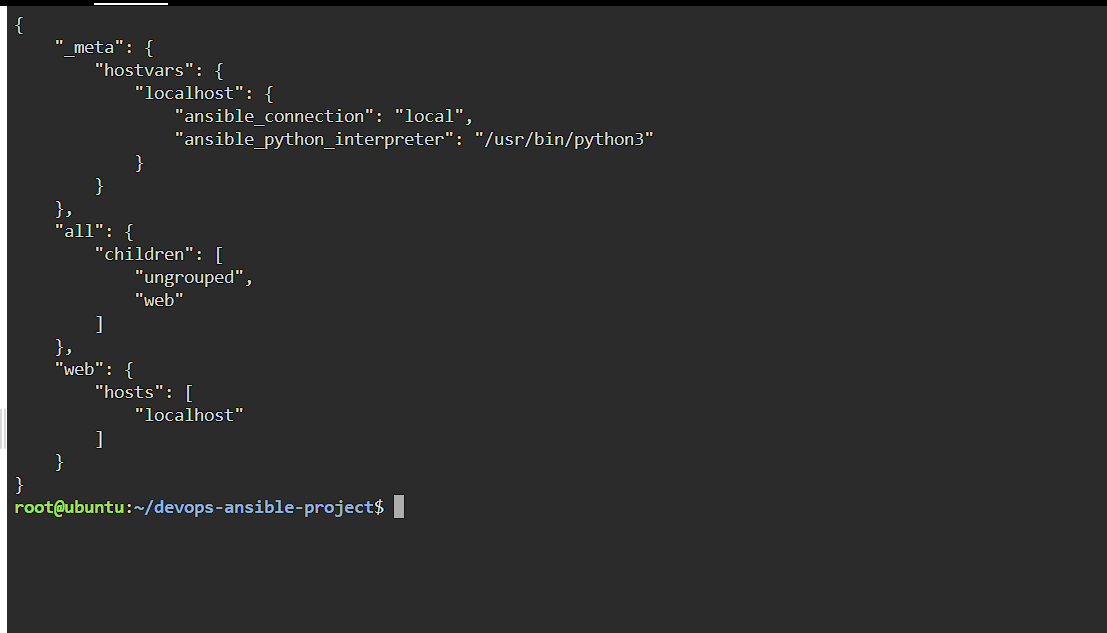 {
    "_meta": {
        "hostvars": {
            "localhost": {
                "ansible_connection": "local",
                "ansible_python_interpreter": "/usr/bin/python3"
            }
        }
    },
    "all": {
        "children": [
            "ungrouped",
            "web"
        ]
    },
    "web": {
        "hosts": [
            "localhost"
        ]
    }
}
root@ubuntu:~/devops-ansible-project$